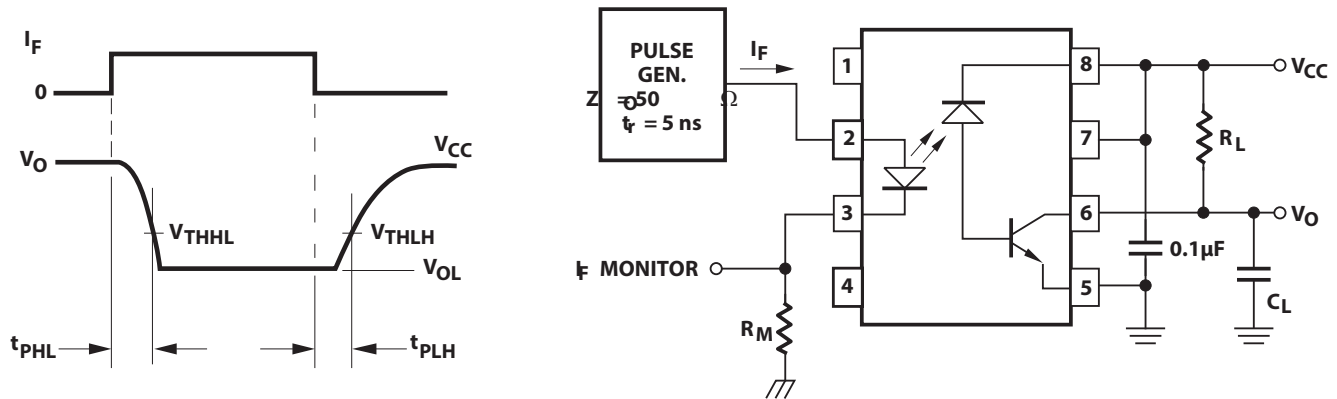 I_F
0
V_O
V_CC
V_THHL
V_THLH
V_OL
t_PHL
t_PLH
PULSE
GEN.
Z_O = 50 Ω
t_r = 5 ns
I_F
1
2
3
4
8
7
6
5
V_CC
R_L
V_O
0.1µF
C_L
I_F MONITOR
R_M